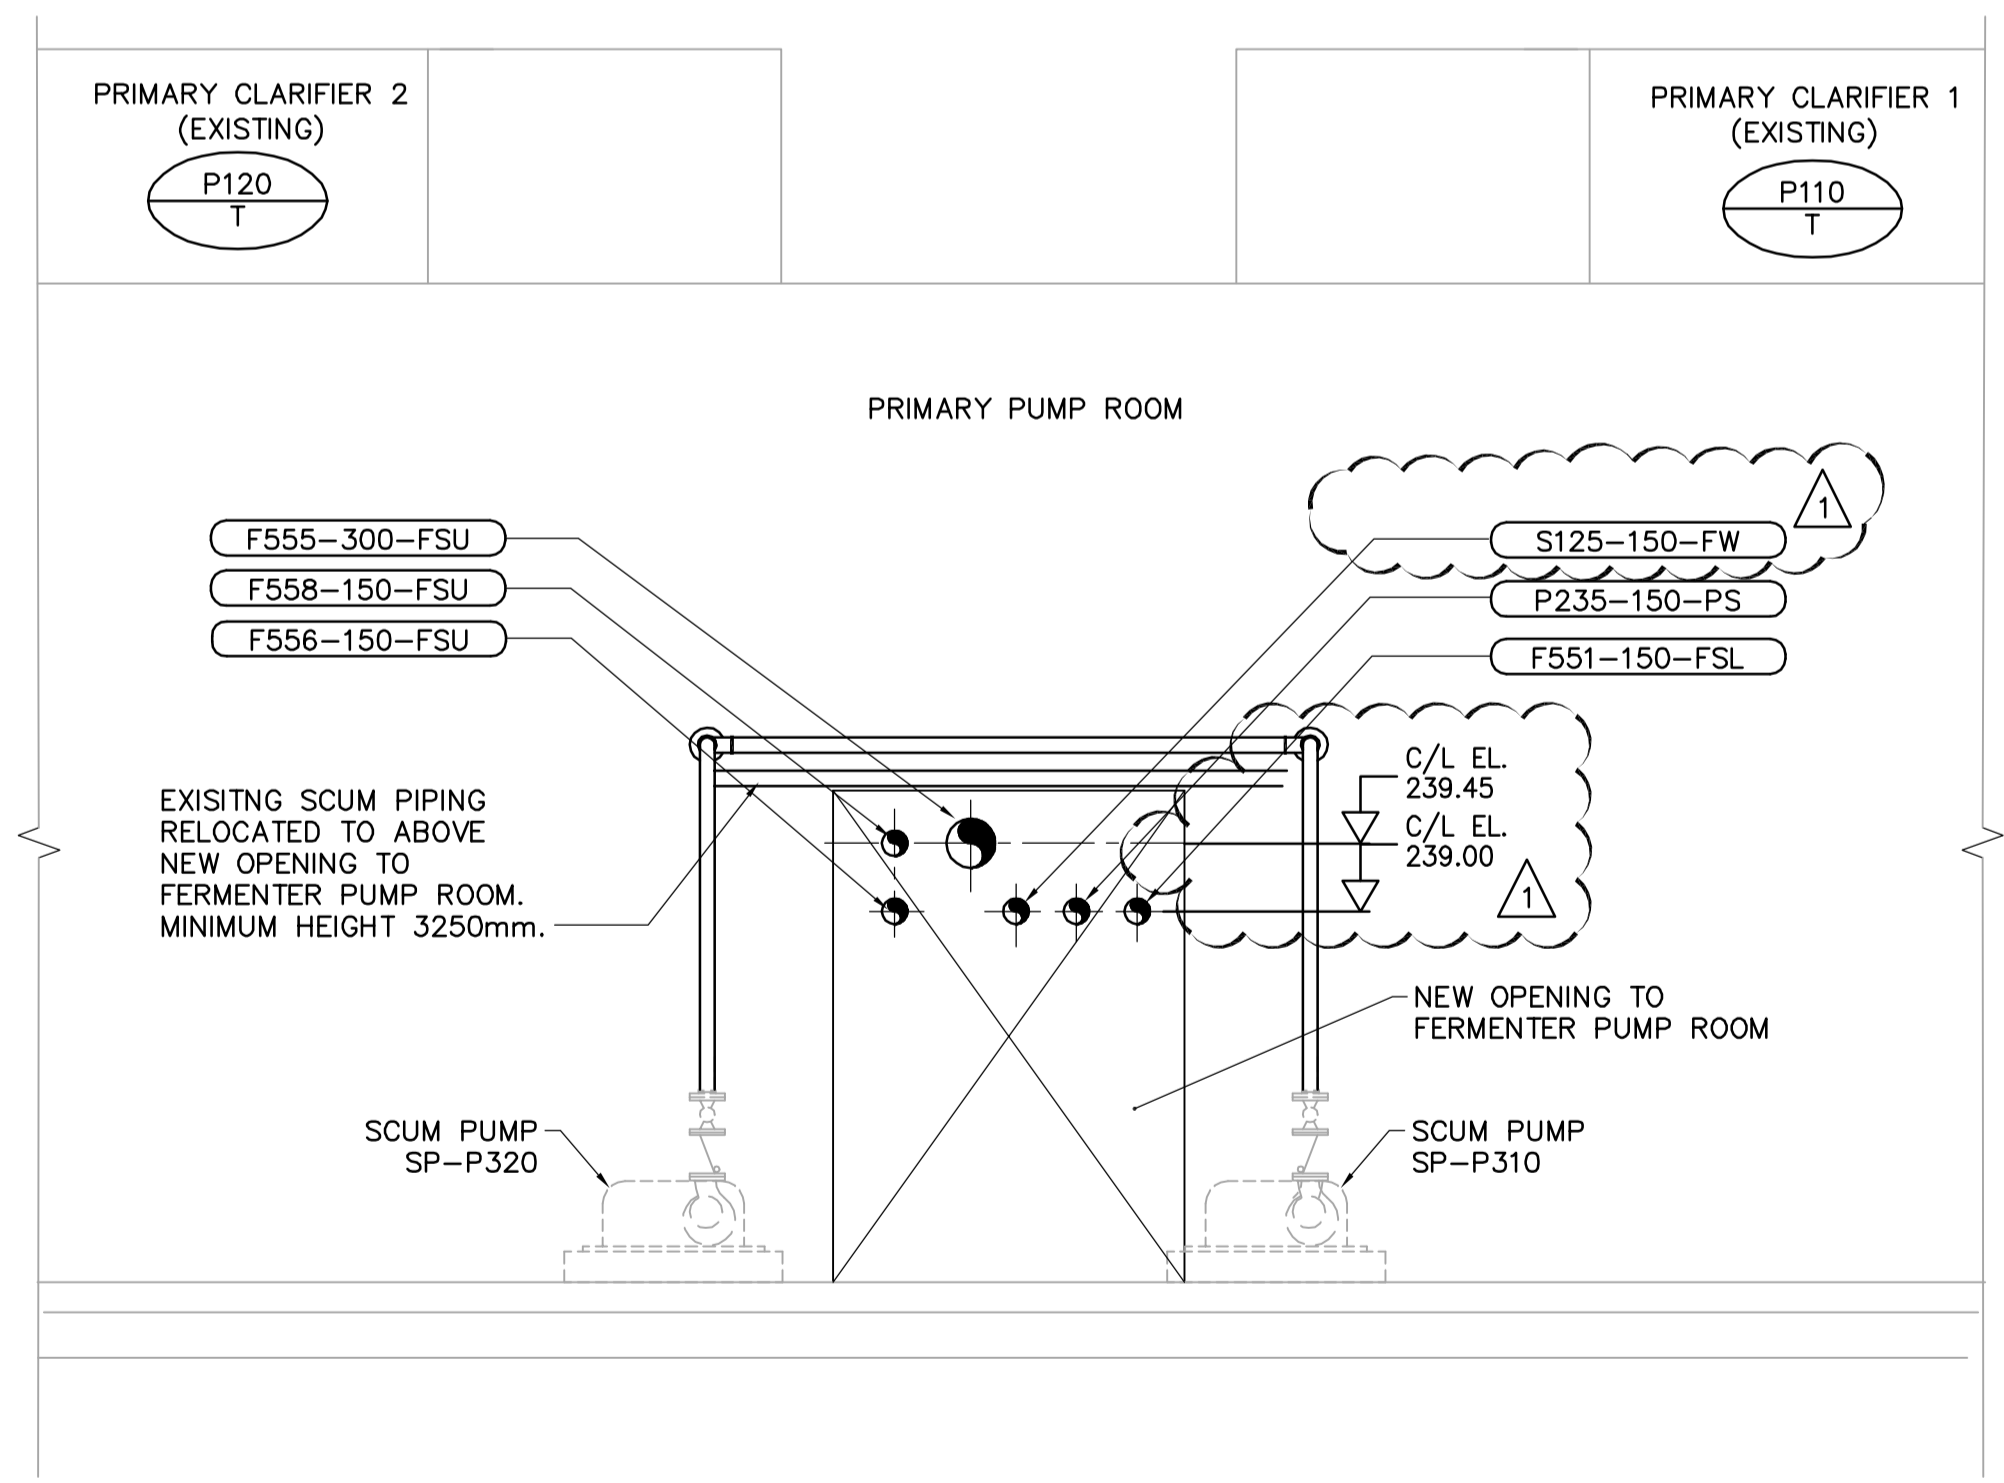 PRIMARY CLARIFIER 2
(EXISTING)
P120
T
PRIMARY CLARIFIER 1
(EXISTING)
P110
T
PRIMARY PUMP ROOM
F555-300-FSU
F558-150-FSU
F556-150-FSU
1
S125-150-FW
P235-150-PS
F551-150-FSL
EXISITNG SCUM PIPING
RELOCATED TO ABOVE
NEW OPENING TO
FERMENTER PUMP ROOM.
MINIMUM HEIGHT 3250mm.
C/L EL.
239.45
C/L EL.
239.00
1
NEW OPENING TO
FERMENTER PUMP ROOM
SCUM PUMP
SP-P320
SCUM PUMP
SP-P310